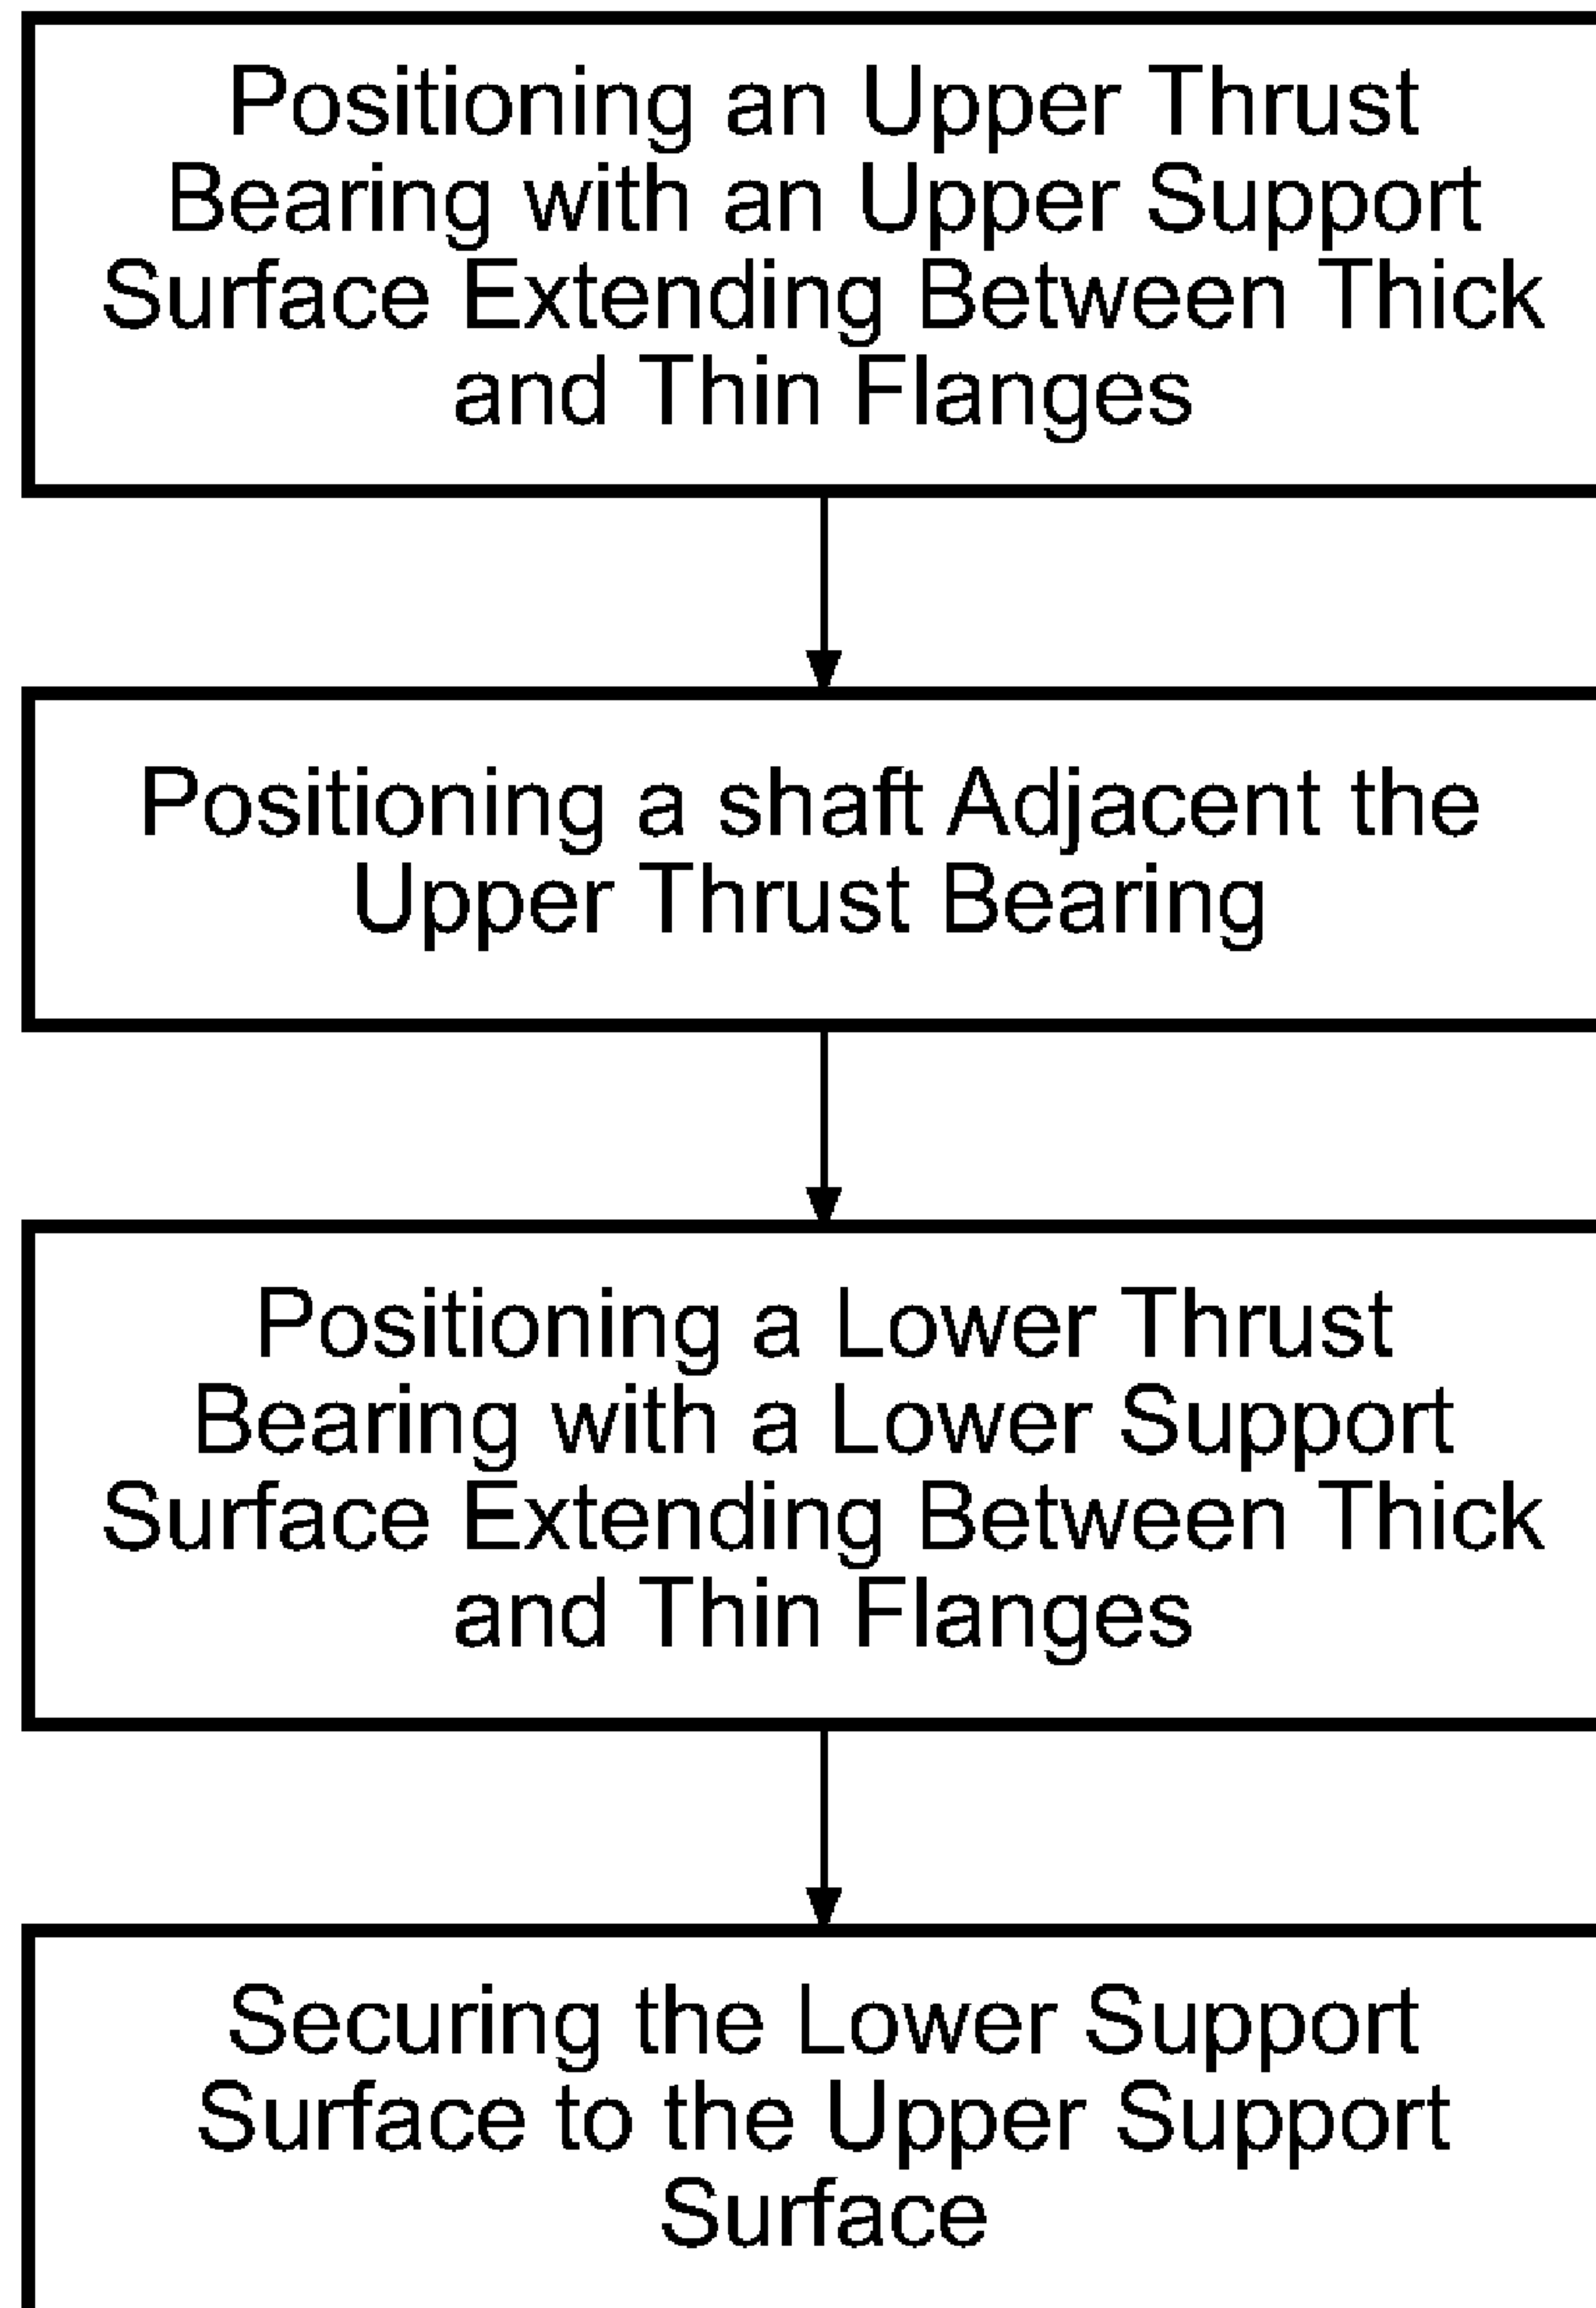 Positioning an Upper Thrust
Bearing with an Upper Support
Surface Extending Between Thick
and Thin Flanges
Positioning a shaft Adjacent the
Upper Thrust Bearing
Positioning a Lower Thrust
Bearing with a Lower Support
Surface Extending Between Thick
and Thin Flanges
Securing the Lower Support
Surface to the Upper Support
Surface